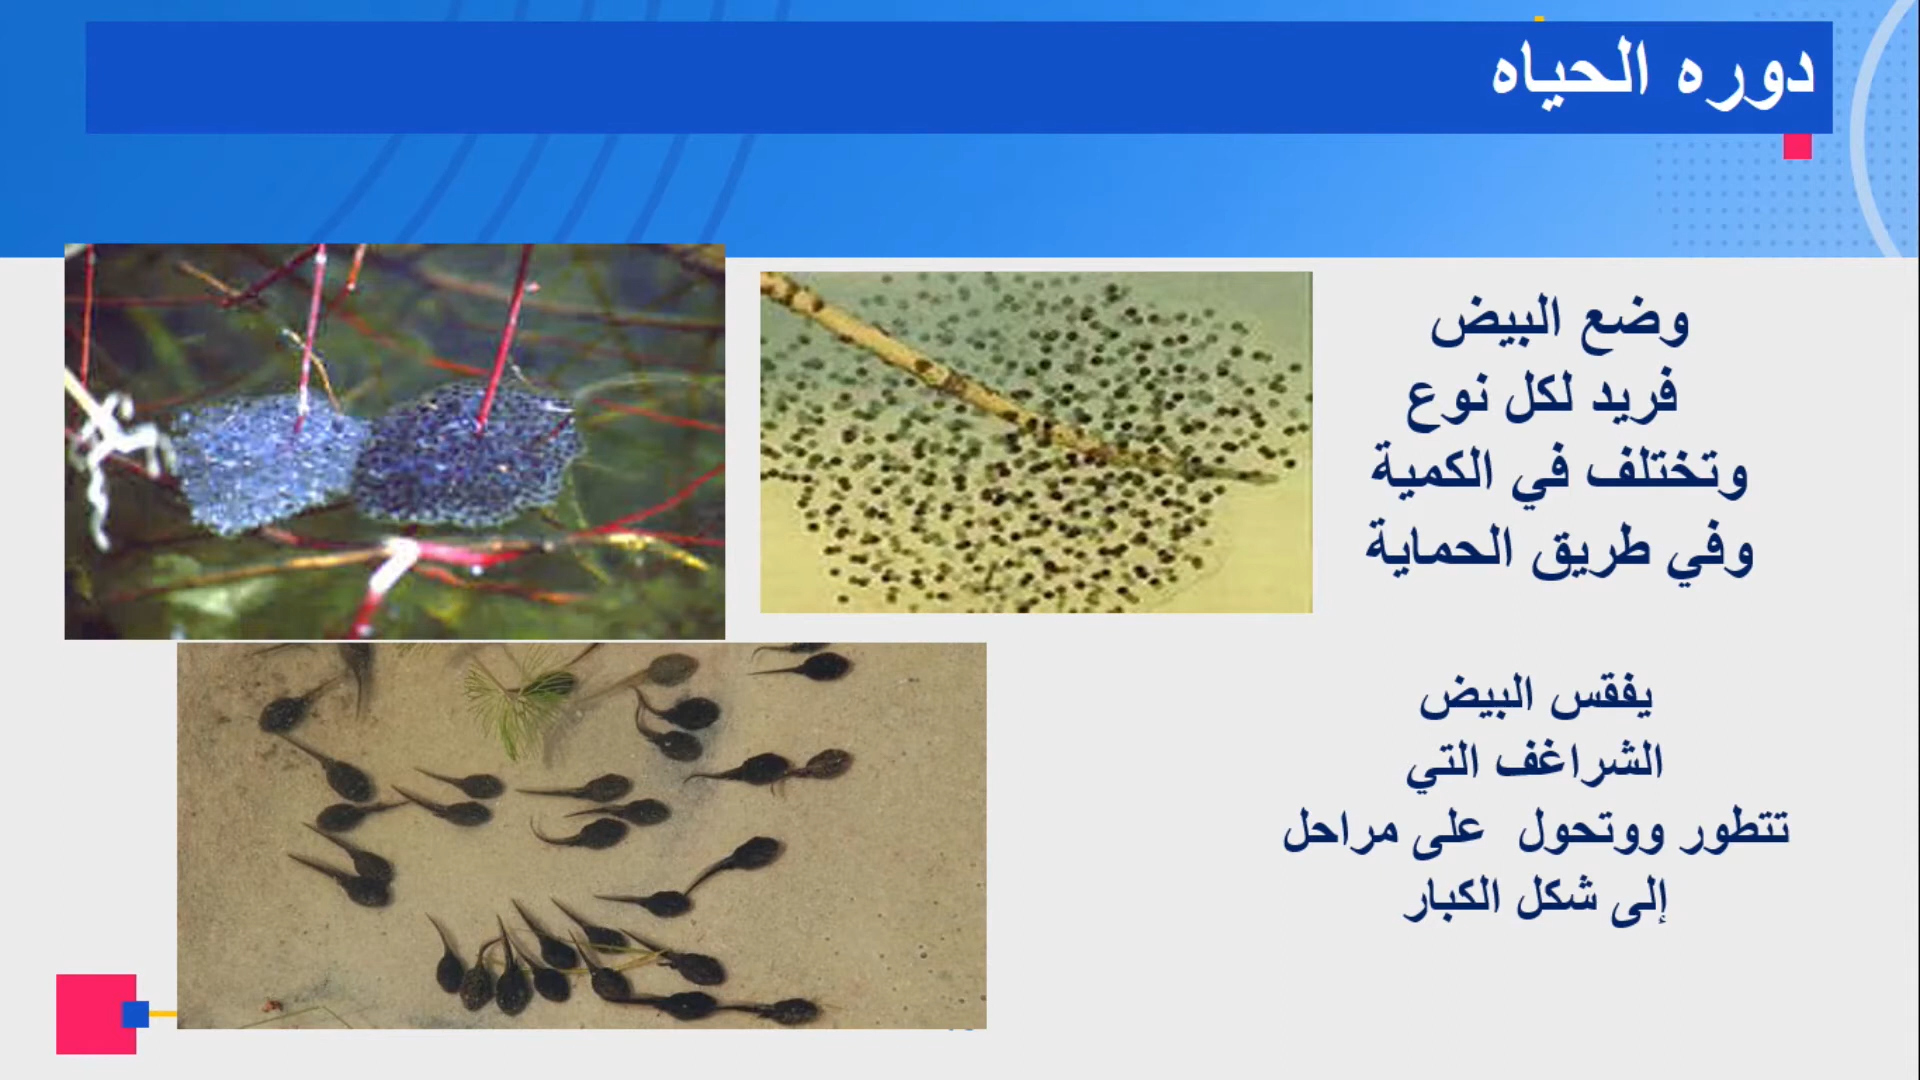 دوره الحياه
وضع البيض
فريد لكل نوع
وتختلف في الكمية
وفي طريق الحماية
يفقس البيض
الشراغف التي
تتطور ووتحول على مراحل
إلى شكل الكبار